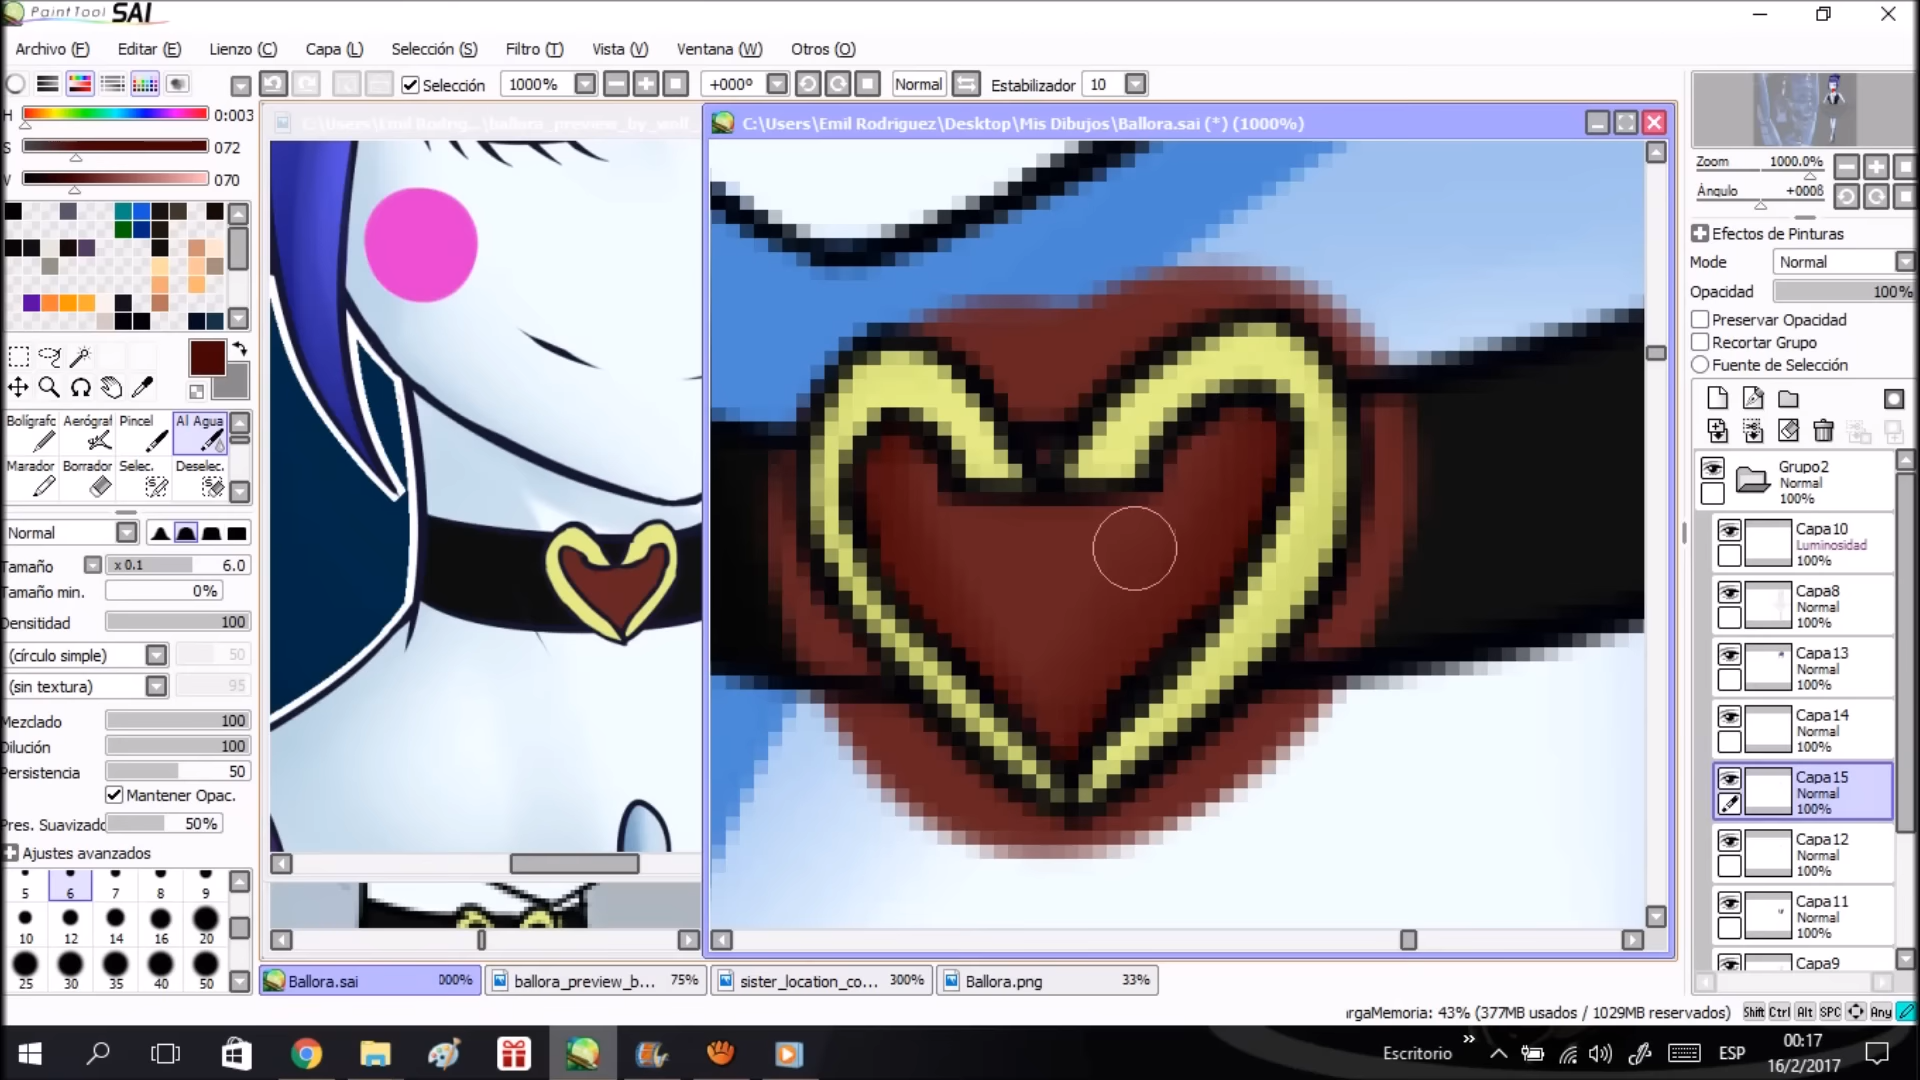 PaintTool SAI
Archivo (F) Editar (E) Lienzo (C) Capa (L) Selección (S) Filtro (T) Vista (V) Ventana (W) Otros (O)
Selección 1000% +000º Normal Estabilizador 10
H 0:003
S 072
V 070
C:\Users\Emil Rodriguez\Desktop\Mis Dibujos\Ballora.sai (*) (1000%)
Zoom 1000.0%
Ángulo +000ß
Efectos de Pinturas
Mode Normal
Opacidad 100%
Preservar Opacidad
Recortar Grupo
Fuente de Selección
Bolígrafc Aerógraf Pincel Al Agua
Marador Borrador Selec. Deselec.
Normal
Tamaño x 0.1 6.0
Tamaño min. 0%
Densitidad 100
(círculo simple) 50
(sin textura) 95
Mezclado 100
Dilución 100
Persistencia 50
Mantener Opac.
Pres. Suavizado 50%
Ajustes avanzados
5 6 7 8 9
10 12 14 16 20
25 30 35 40 50
Grupo2
Normal
100%
Capa10
Luminosidad
100%
Capa8
Normal
100%
Capa13
Normal
100%
Capa14
Normal
100%
Capa15
Normal
100%
Capa12
Normal
100%
Capa11
Normal
100%
Capa9
Ballora.sai 000% ballora_preview_b... 75% sister_location_co... 300% Ballora.png 33%
ırgaMemoria: 43% (377MB usados / 1029MB reservados) Shift Ctrl Alt SPC Any
Escritorio » ESP
00:17
16/2/2017